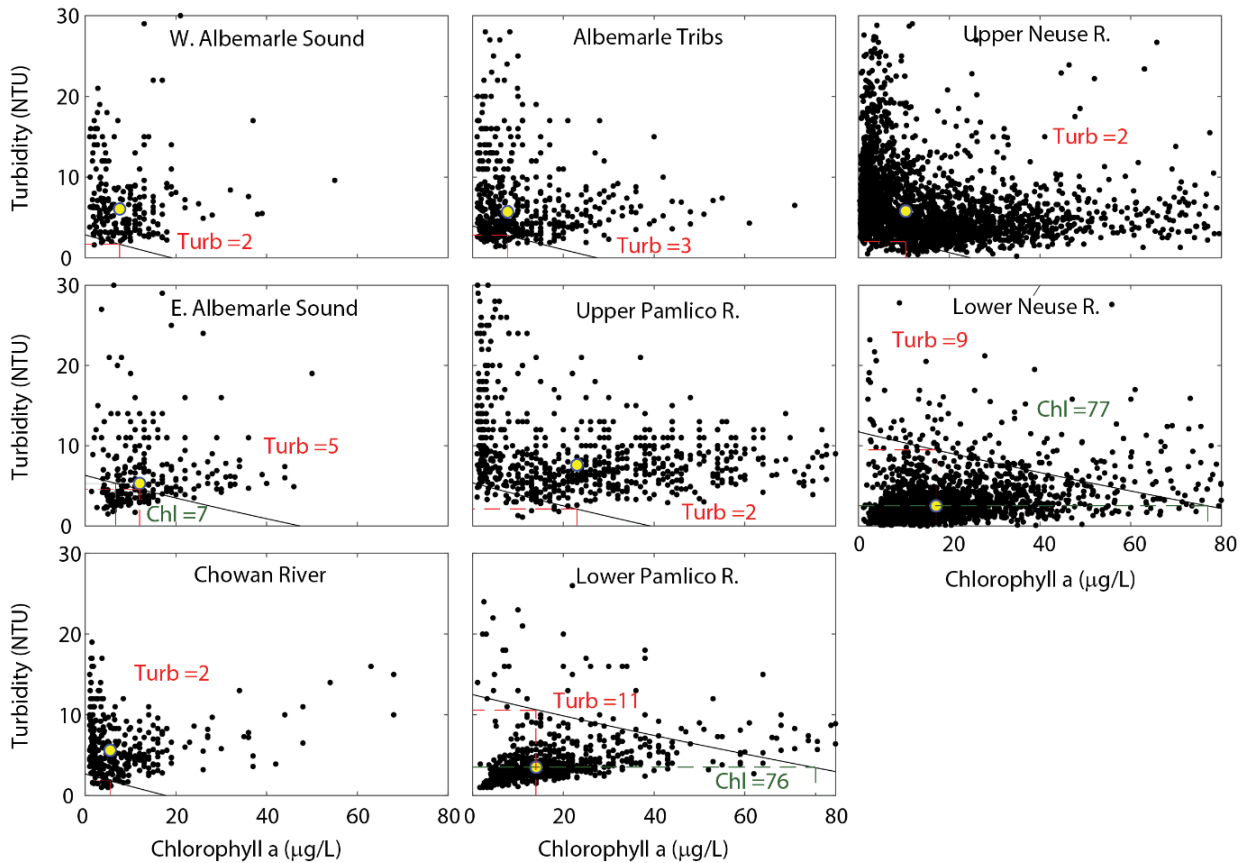 30
20
10
0
Turbidity (NTU)
W. Albemarle Sound
Turb =2
Albemarle Tribs
Turb =3
Upper Neuse R.
Turb =2
30
20
10
0
Turbidity (NTU)
E. Albemarle Sound
Turb =5
Chl =7
Upper Pamlico R.
Turb =2
Lower Neuse R.
Turb =9
Chl =77
0 20 40 60 80
Chlorophyll a (μg/L)
30
20
10
0
Turbidity (NTU)
Chowan River
Turb =2
0 20 40 60 80
Chlorophyll a (μg/L)
Lower Pamlico R.
Turb =11
Chl =76
0 20 40 60 80
Chlorophyll a (μg/L)